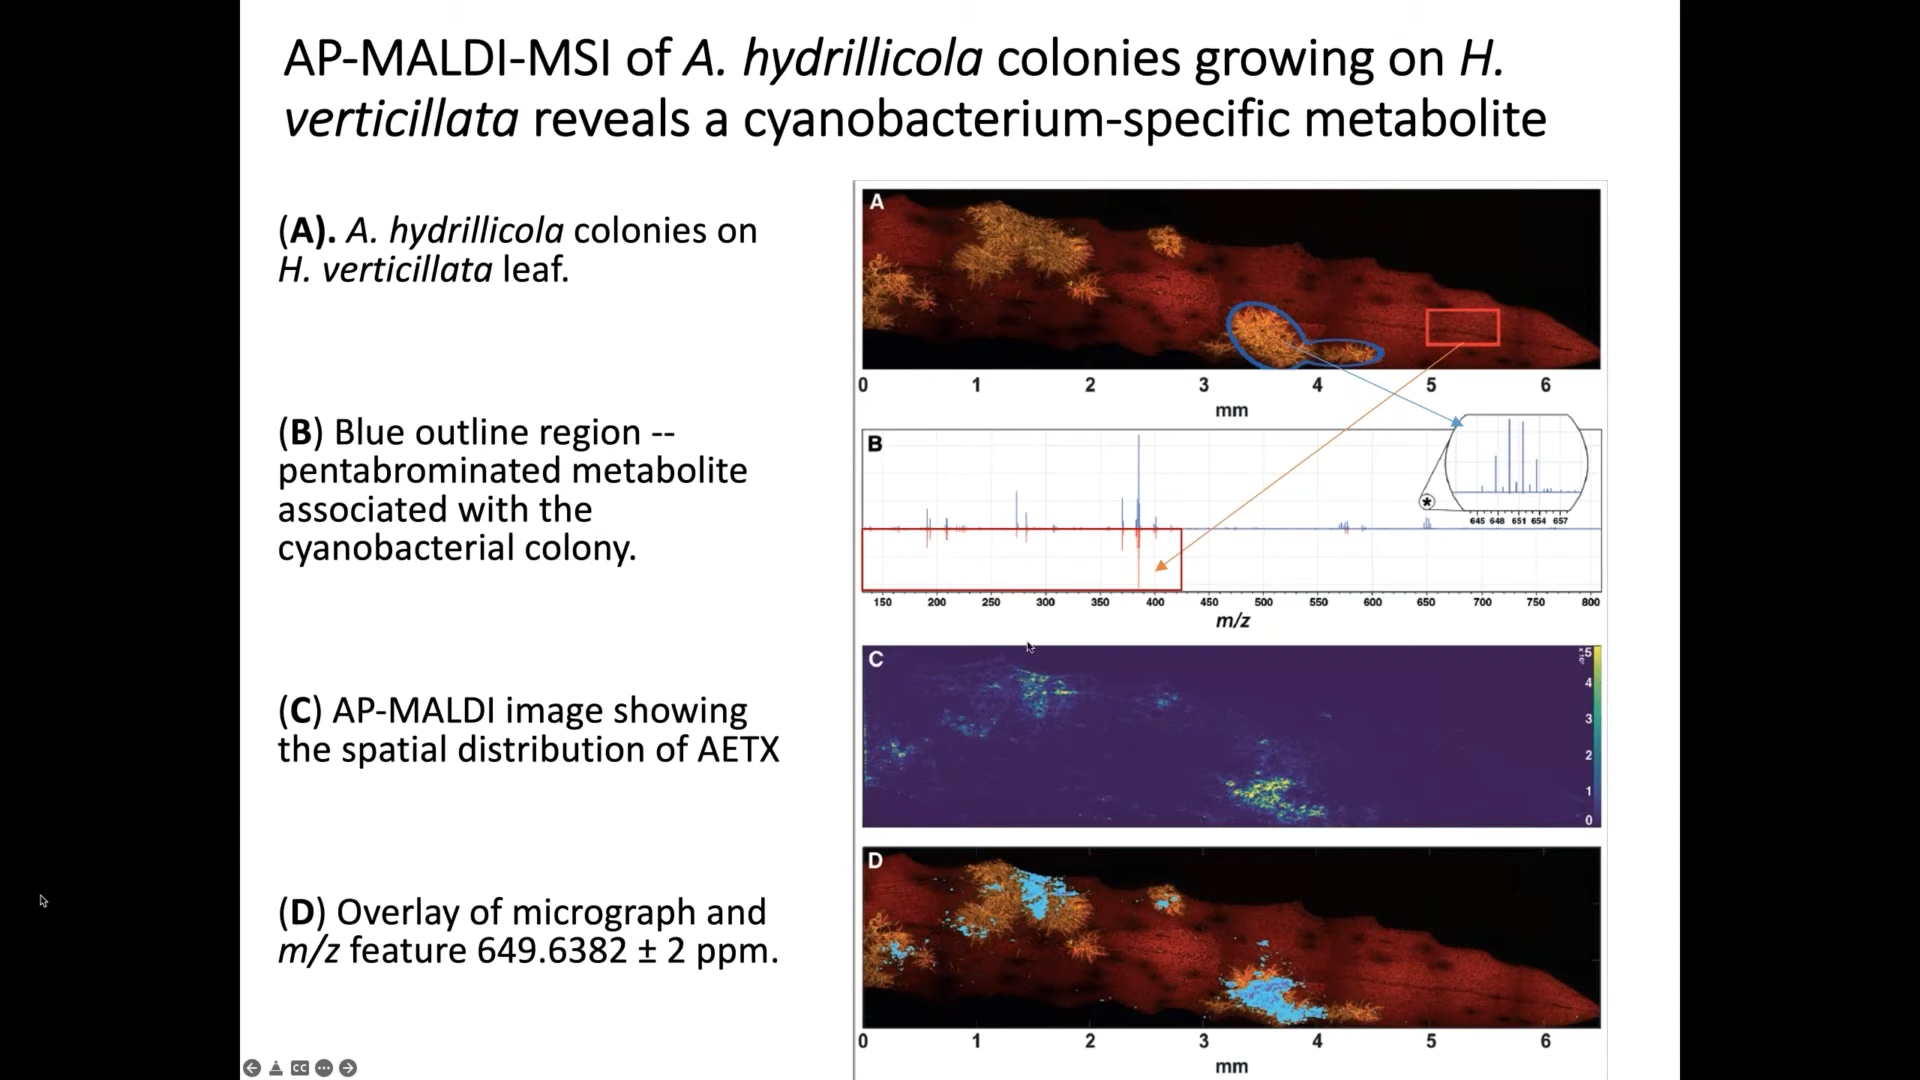 AP-MALDI-MSI of A. hydrillicola colonies growing on H.
verticillata reveals a cyanobacterium-specific metabolite
(A). A. hydrillicola colonies on
H. verticillata leaf.
(B) Blue outline region --
pentabrominated metabolite
associated with the
cyanobacterial colony.
(C) AP-MALDI image showing
the spatial distribution of AETX
(D) Overlay of micrograph and
m/z feature 649.6382 ± 2 ppm.
A
0 1 2 3 4 5 6
mm
B
*
645 648 651 654 657
150 200 250 300 350 400 450 500 550 600 650 700 750 800
m/z
C
5
4
3
2
1
0
D
0 1 2 3 4 5 6
mm
CC